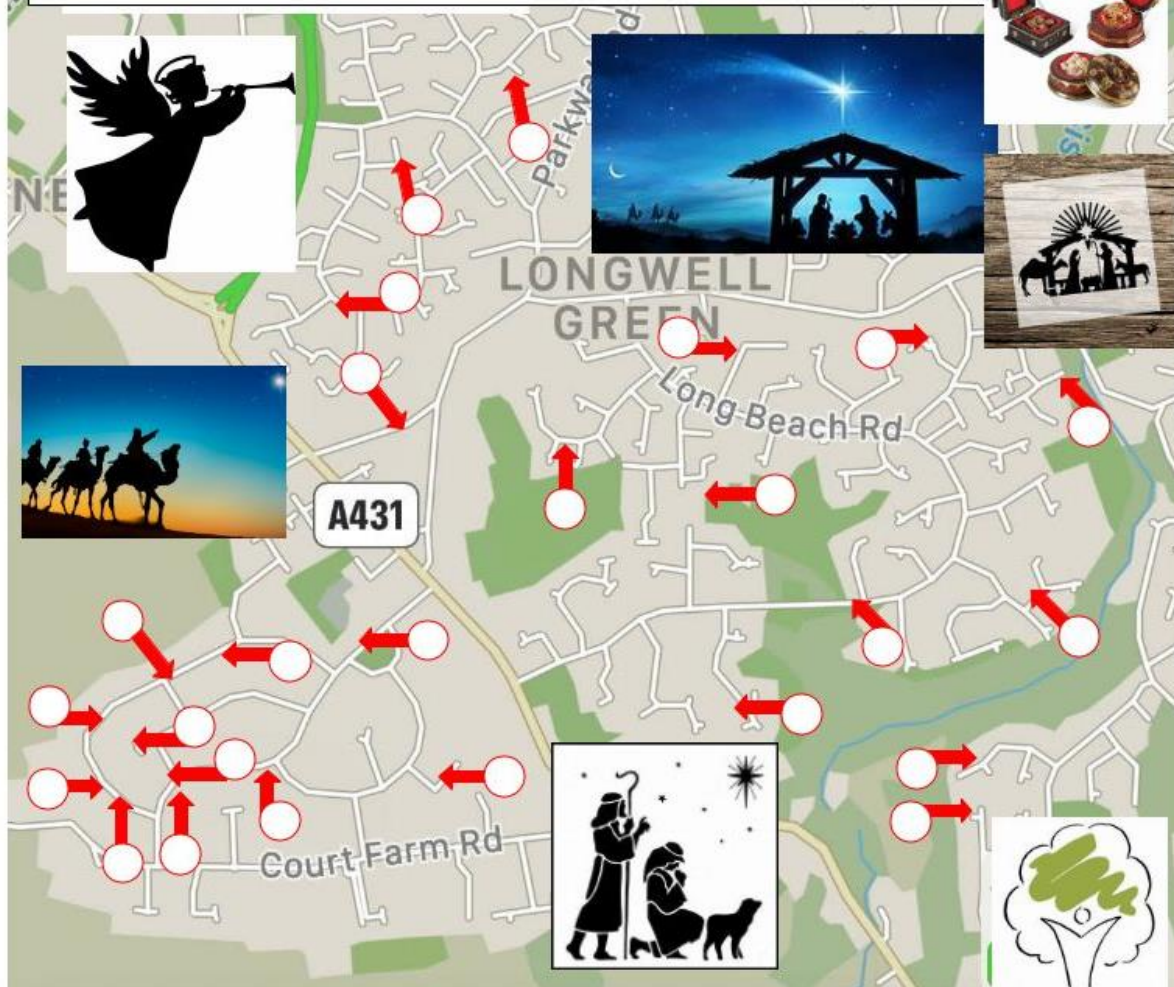 Parkwa
NE
LONGWELL
GREEN
Long Beach Rd
A431
Court Farm Rd